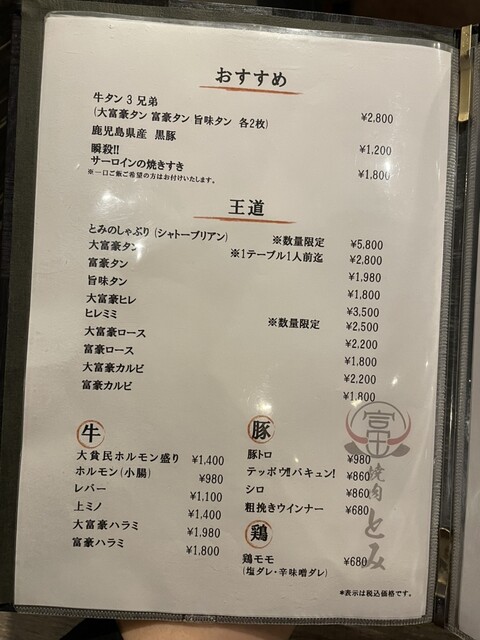 おすすめ
牛タン3兄弟
(大富豪タン 富豪タン 旨味タン 各2枚) ¥2,800
鹿児島県産 黒豚 ¥1,200
瞬殺!!
サーロインの焼きすき ¥1,800
※一口ご飯ご希望の方はお付けいたします。
王道
とみのしゃぶり (シャトーブリアン) ※数量限定 ¥5,800
大富豪タン ※1テーブル1人前迄 ¥2,800
富豪タン ¥1,980
旨味タン ¥1,800
大富豪ヒレ ¥3,500
ヒレミミ ※数量限定 ¥2,500
大富豪ロース ¥2,200
富豪ロース ¥1,800
大富豪カルビ ¥2,200
富豪カルビ ¥1,800
牛
大貧民ホルモン盛り ¥1,400
ホルモン(小腸) ¥980
レバー ¥1,100
上ミノ ¥1,400
大富豪ハラミ ¥1,980
富豪ハラミ ¥1,800
豚
豚トロ ¥980
テッポウ!!バキュン! ¥860
シロ ¥860
粗挽きウインナー ¥680
鶏
鶏モモ ¥680
(塩ダレ・辛味噌ダレ)
富
焼肉とみ
*表示は税込価格です。